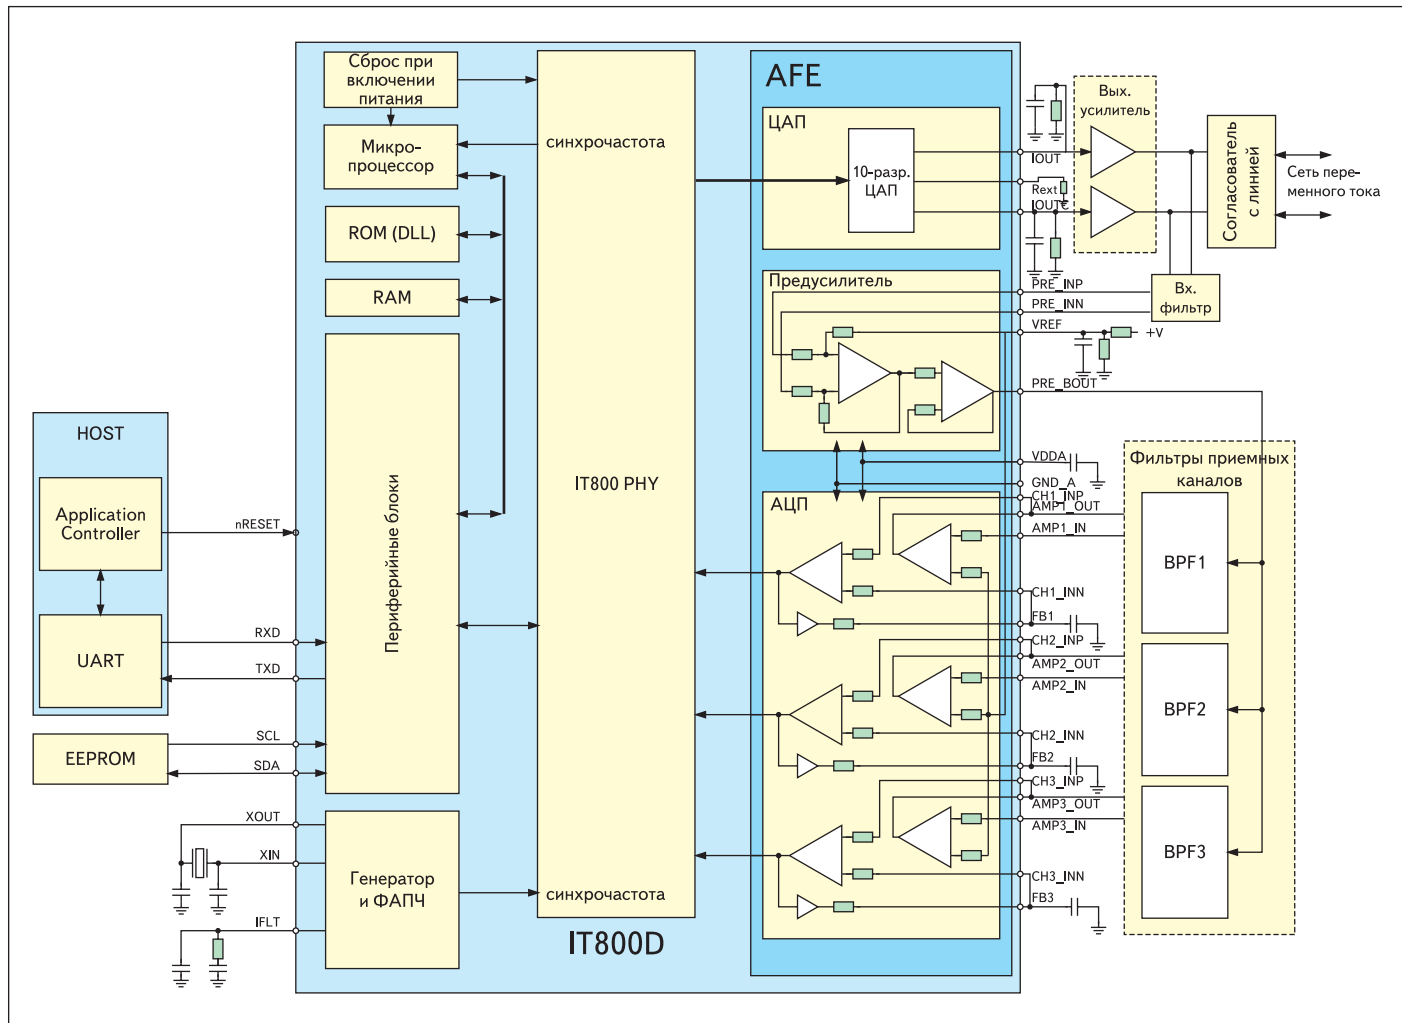 Сброс при
включении
питания
Микро-
процессор
ROM (DLL)
RAM
Периферийные блоки
Генератор
и ФАПЧ
синхрочастота
IT800 PHY
синхрочастота
IT800D
AFE
ЦАП
10-разр.
ЦАП
Предусилитель
АЦП
HOST
Application
Controller
UART
EEPROM
nRESET
RXD
TXD
SCL
SDA
XOUT
XIN
IFLT
IOUT
Rext
IOUT€
PRE_INP
PRE_INN
VREF
+V
PRE_BOUT
VDDA
GND_A
CH1_INP
AMP1_OUT
AMP1_IN
CH1_INN
FB1
CH2_INP
AMP2_OUT
AMP2_IN
CH2_INN
FB2
CH3_INP
AMP3_OUT
AMP3_IN
CH3_INN
FB3
Вых.
усилитель
Согласователь
с линией
Сеть пере-
менного тока
Вх.
фильтр
Фильтры приемных
каналов
BPF1
BPF2
BPF3